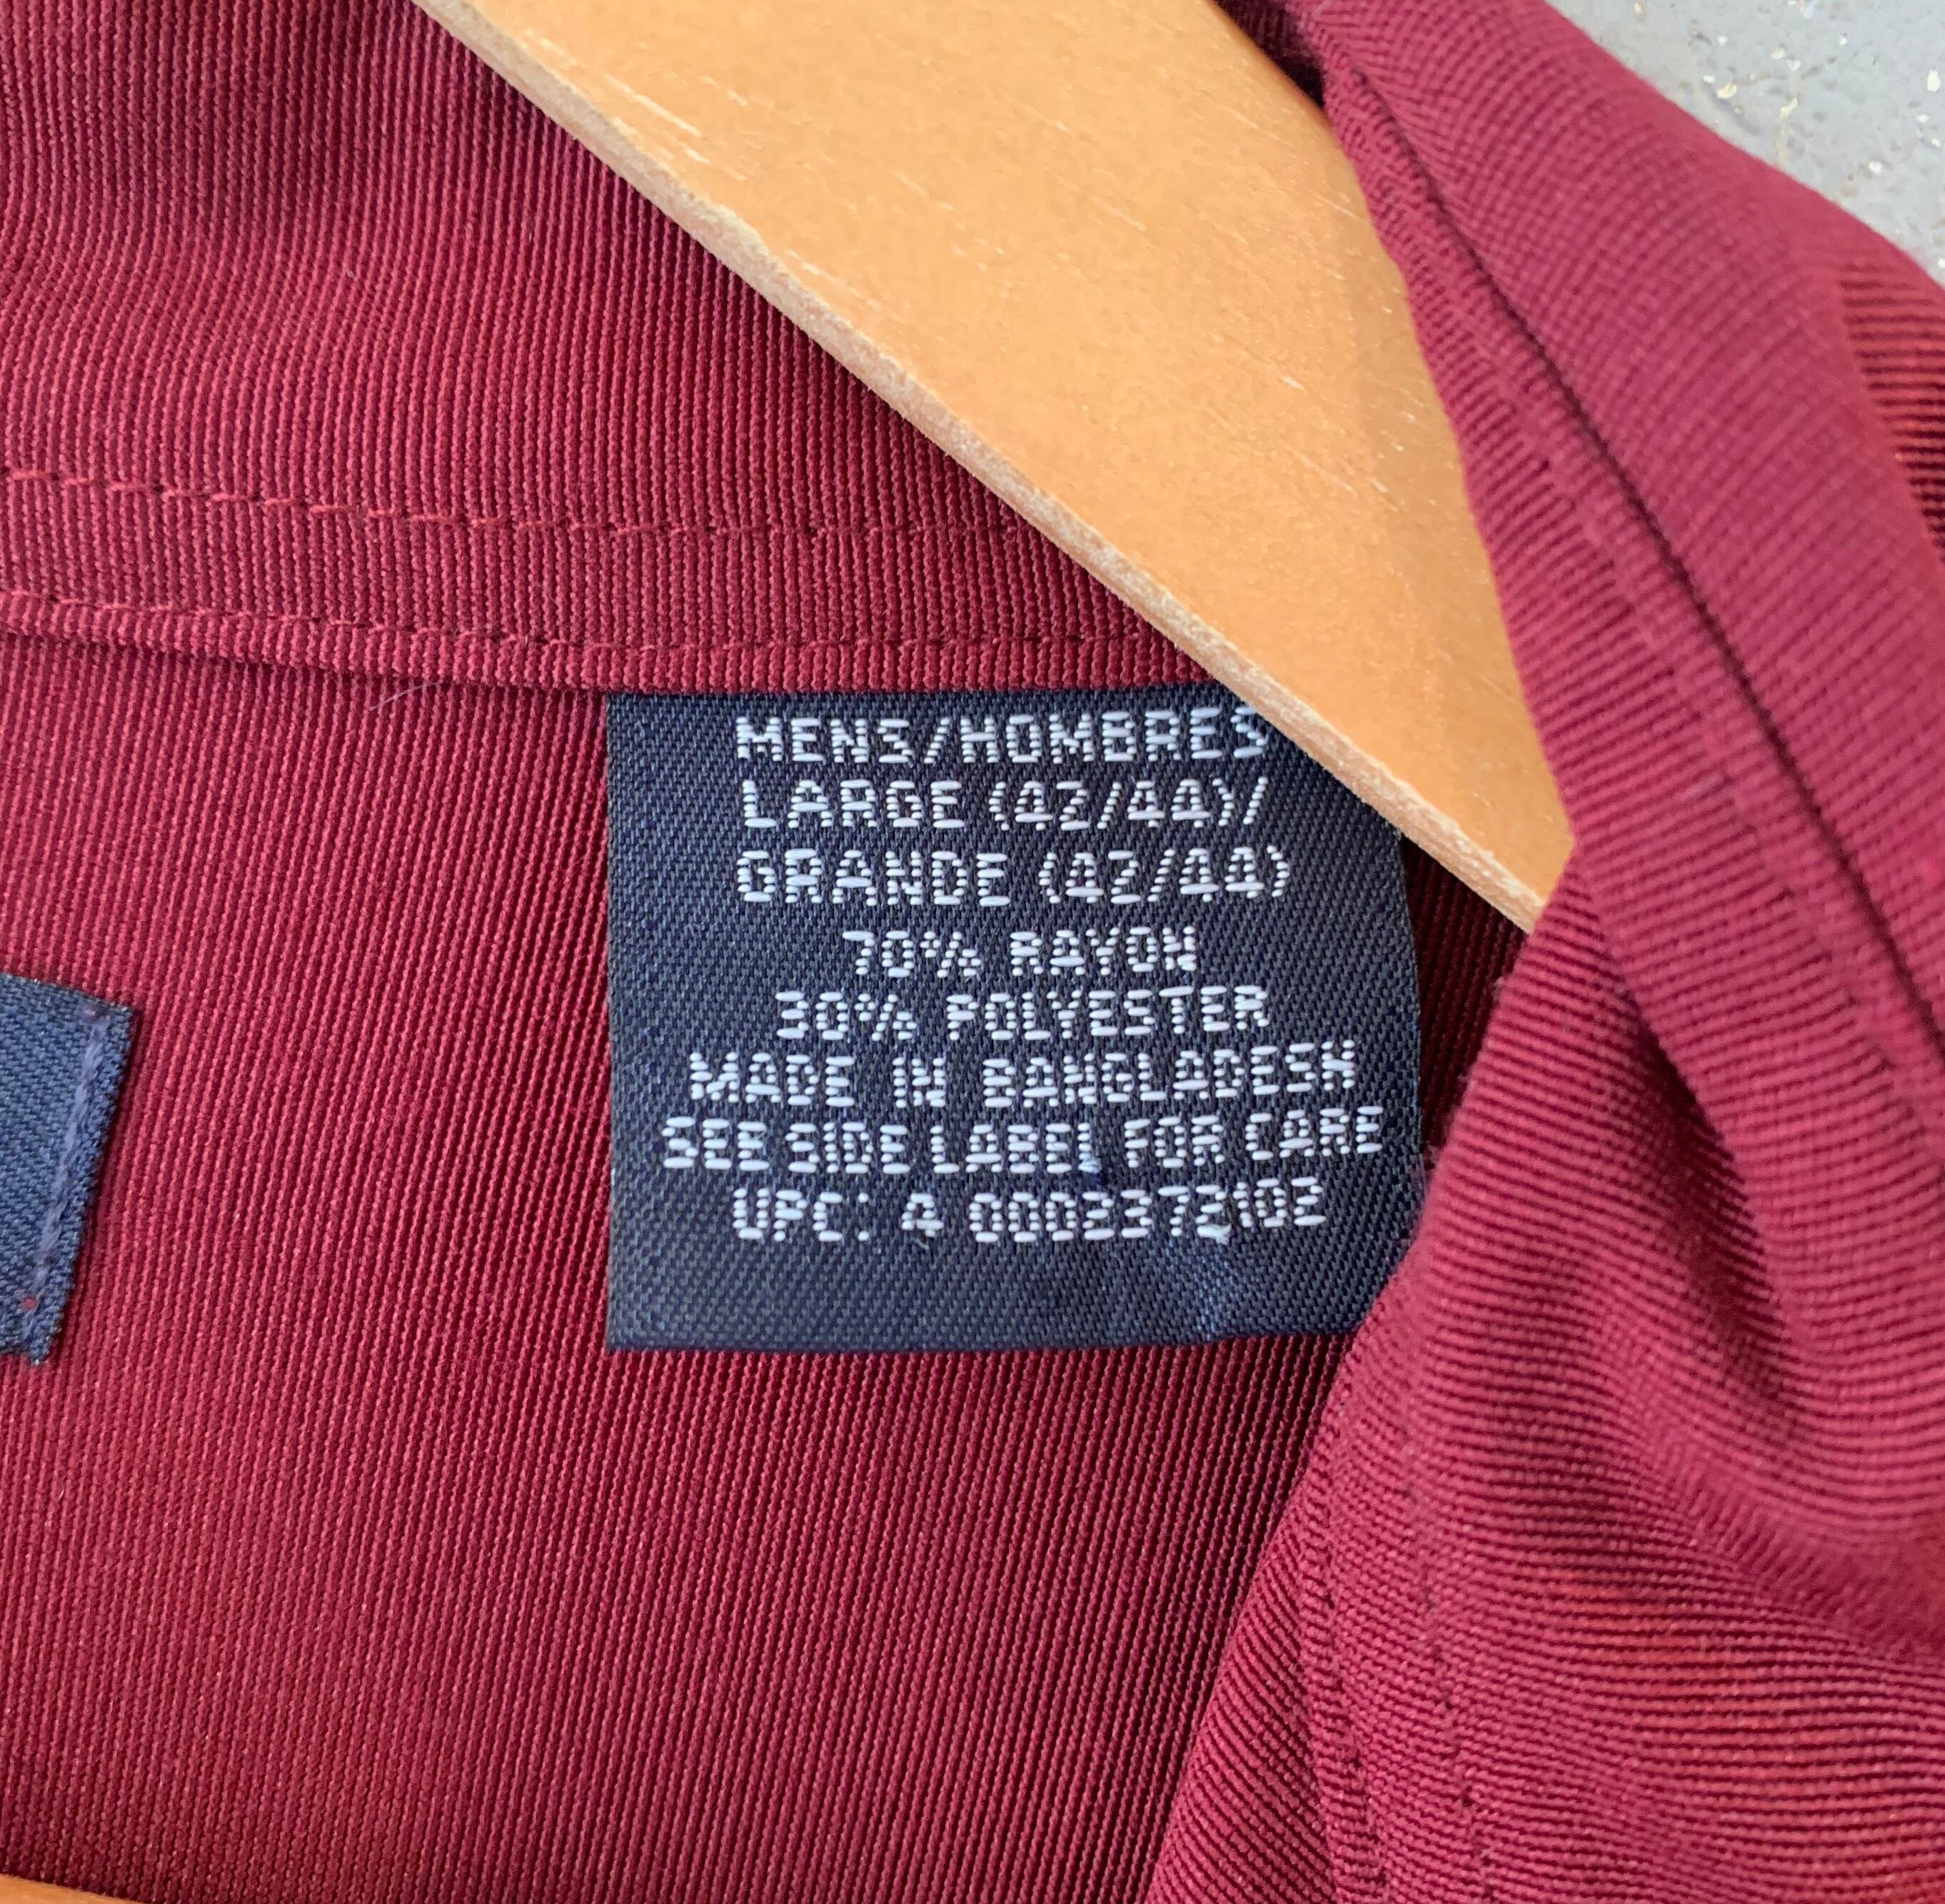 MENS/HOMBRES
LARGE (42/44)/
GRANDE (42/44)
70% RAYON
30% POLYESTER
MADE IN BANGLADESH
SEE SIDE LABEL FOR CARE
UPC: 4 0002372102